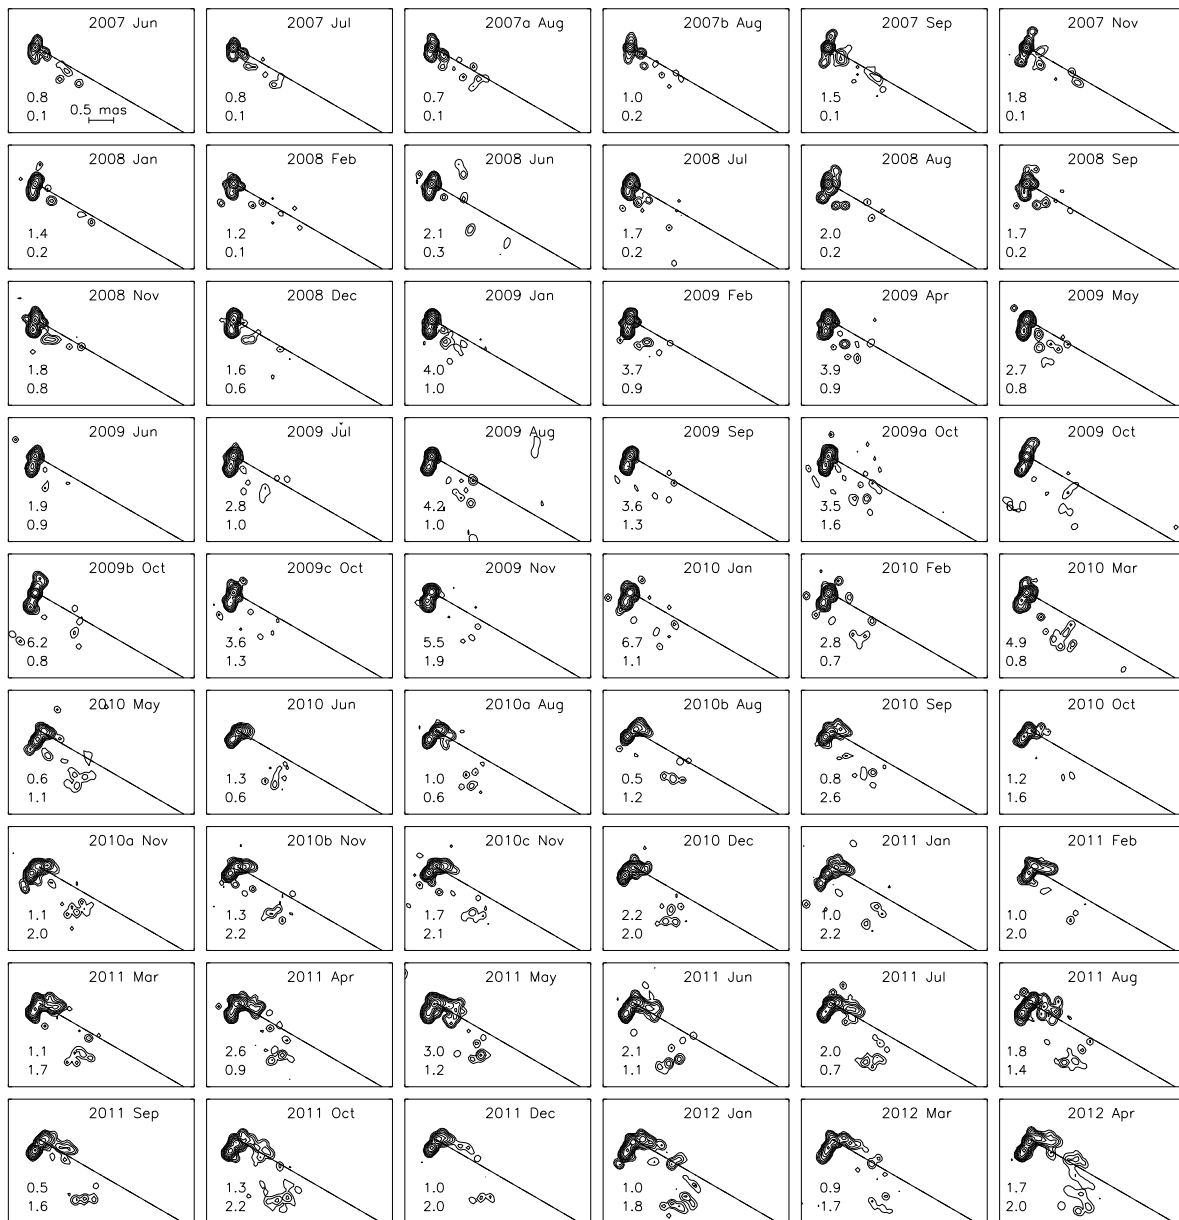 2007 Jun
0.8
0.1
0.5 mas
2007 Jul
0.8
0.1
2007a Aug
0.7
0.1
2007b Aug
1.0
0.2
2007 Sep
1.5
0.1
2007 Nov
1.8
0.1
2008 Jan
1.4
0.2
2008 Feb
1.2
0.1
2008 Jun
2.1
0.3
2008 Jul
1.7
0.2
2008 Aug
2.0
0.2
2008 Sep
1.7
0.2
2008 Nov
1.8
0.8
2008 Dec
1.6
0.6
2009 Jan
4.0
1.0
2009 Feb
3.7
0.9
2009 Apr
3.9
0.9
2009 May
2.7
0.8
2009 Jun
1.9
0.9
2009 Jul
2.8
1.0
2009 Aug
4.2
1.0
2009 Sep
3.6
1.3
2009a Oct
3.5
1.6
2009 Oct
2009b Oct
6.2
0.8
2009c Oct
3.6
1.3
2009 Nov
5.5
1.9
2010 Jan
6.7
1.1
2010 Feb
2.8
0.7
2010 Mar
4.9
0.8
2010 May
0.6
1.1
2010 Jun
1.3
0.6
2010a Aug
1.0
0.6
2010b Aug
0.5
1.2
2010 Sep
0.8
2.6
2010 Oct
1.2
1.6
2010a Nov
1.1
2.0
2010b Nov
1.3
2.2
2010c Nov
1.7
2.1
2010 Dec
2.2
2.0
2011 Jan
1.0
2.2
2011 Feb
1.0
2.0
2011 Mar
1.1
1.7
2011 Apr
2.6
0.9
2011 May
3.0
1.2
2011 Jun
2.1
1.1
2011 Jul
2.0
0.7
2011 Aug
1.8
1.4
2011 Sep
0.5
1.6
2011 Oct
1.3
2.2
2011 Dec
1.0
2.0
2012 Jan
1.0
1.8
2012 Mar
0.9
1.7
2012 Apr
1.7
2.0